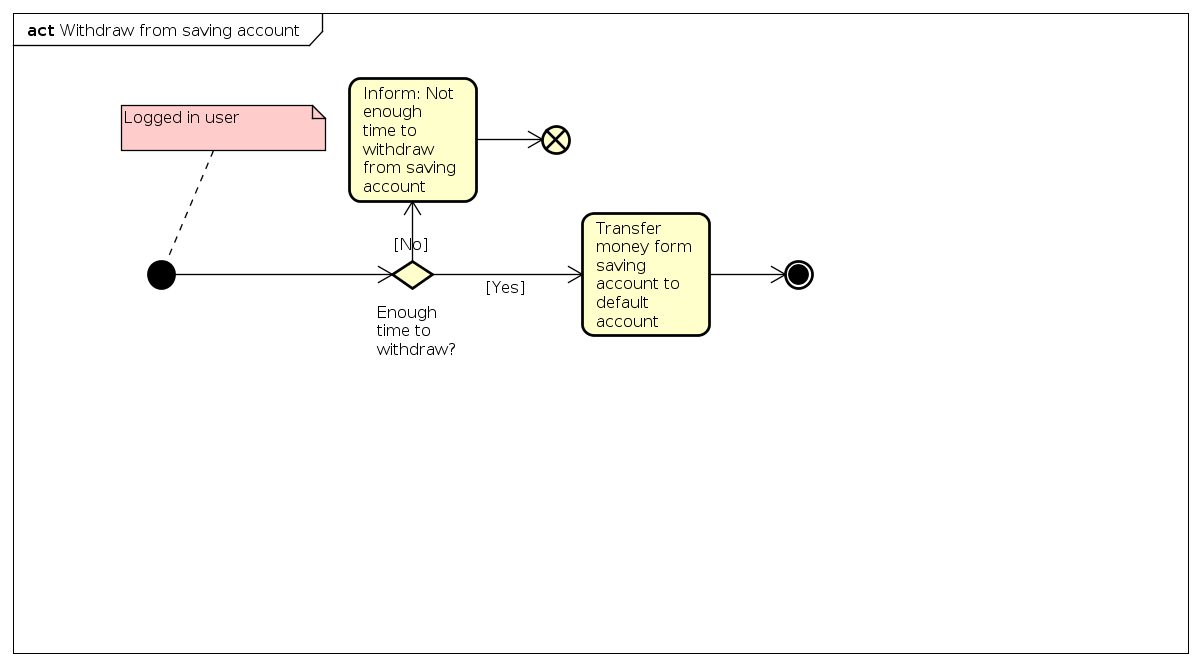 act Withdraw from saving account
Logged in user
Inform: Not
enough
time to
withdraw
from saving
account
[No]
Enough
time to
withdraw?
[Yes]
Transfer
money form
saving
account to
default
account